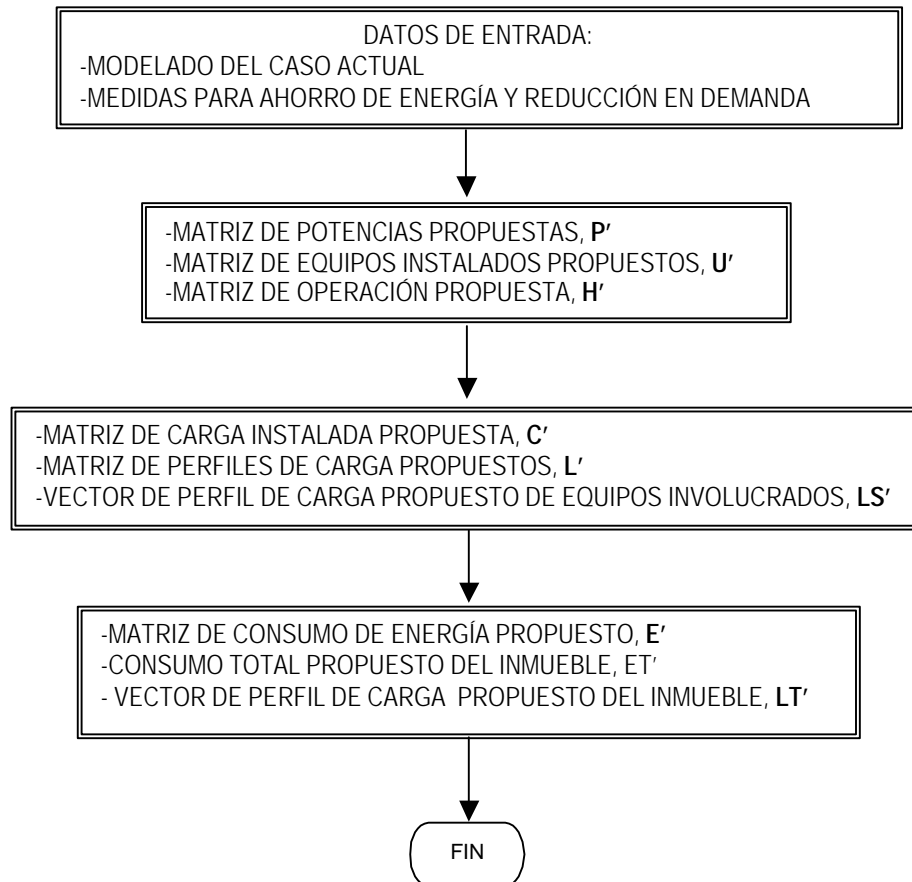 DATOS DE ENTRADA:
-MODELADO DEL CASO ACTUAL
-MEDIDAS PARA AHORRO DE ENERGÍA Y REDUCCIÓN EN DEMANDA
-MATRIZ DE POTENCIAS PROPUESTAS, P'
-MATRIZ DE EQUIPOS INSTALADOS PROPUESTOS, U'
-MATRIZ DE OPERACIÓN PROPUESTA, H'
-MATRIZ DE CARGA INSTALADA PROPUESTA, C'
-MATRIZ DE PERFILES DE CARGA PROPUESTOS, L'
-VECTOR DE PERFIL DE CARGA PROPUESTO DE EQUIPOS INVOLUCRADOS, LS'
-MATRIZ DE CONSUMO DE ENERGÍA PROPUESTO, E'
-CONSUMO TOTAL PROPUESTO DEL INMUEBLE, ET'
- VECTOR DE PERFIL DE CARGA PROPUESTO DEL INMUEBLE, LT'
FIN